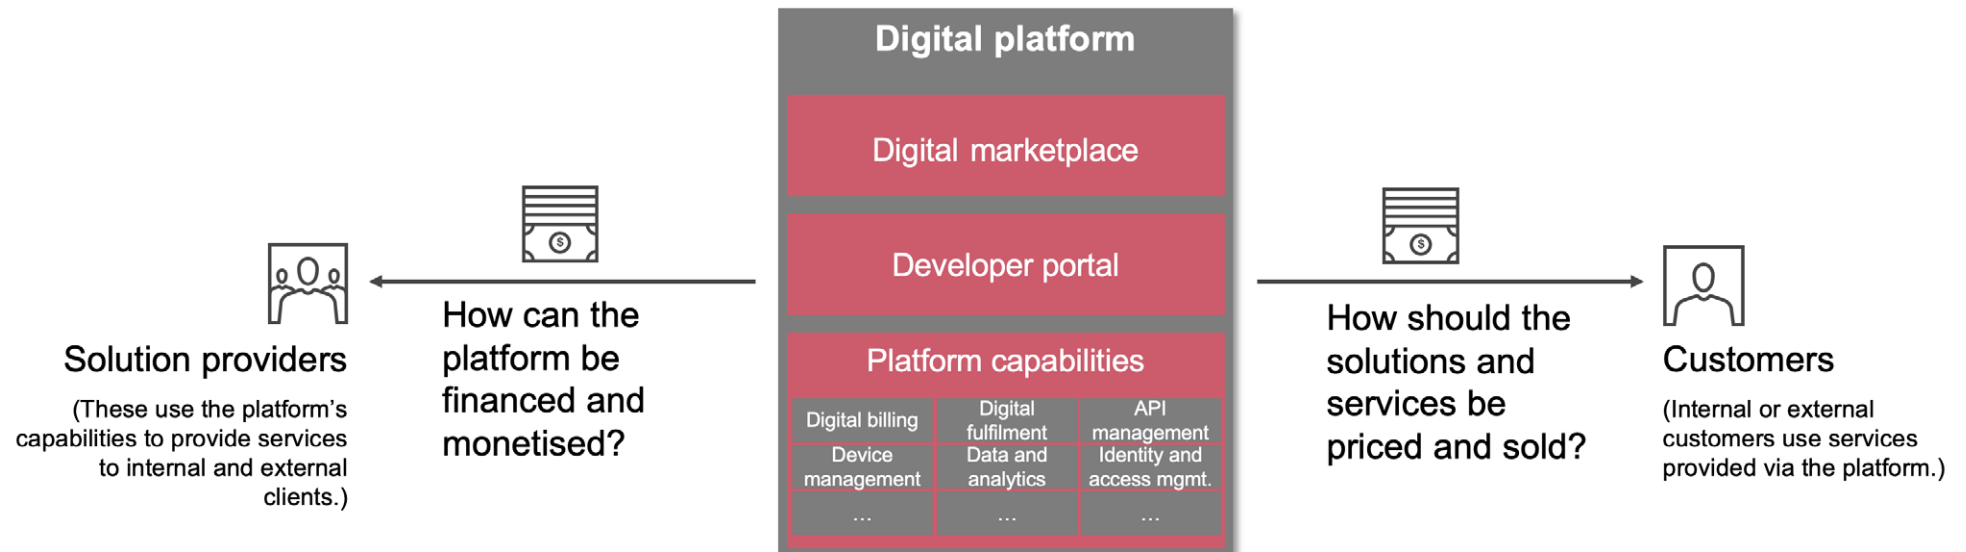 Digital platform
Digital marketplace
Developer portal
Platform capabilities
Digital billing
Digital
fulfilment
API
management
Device
management
Data and
analytics
Identity and
access mgmt.
...
...
...
$
How can the
platform be
financed and
monetised?
Solution providers
(These use the platform's
capabilities to provide services
to internal and external
clients.)
$
How should the
solutions and
services be
priced and sold?
Customers
(Internal or external
customers use services
provided via the platform.)